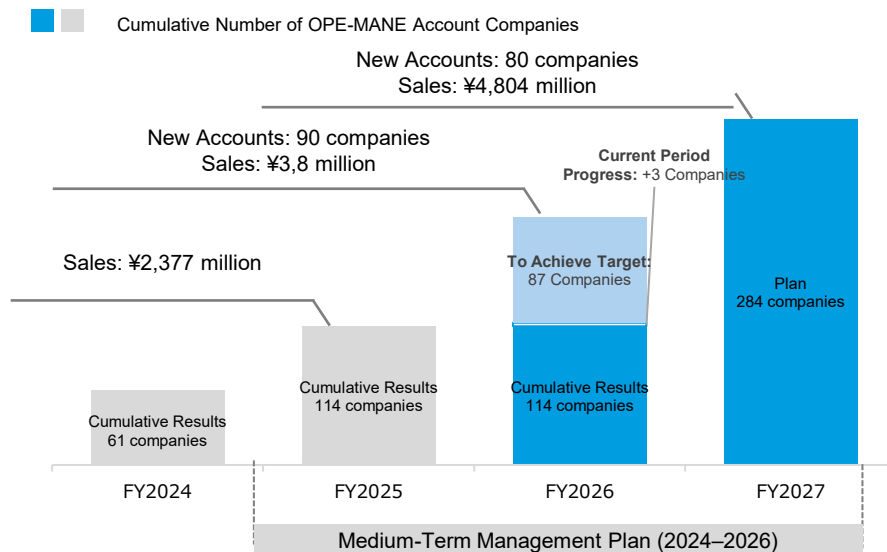 Cumulative Number of OPE-MANE Account Companies
New Accounts: 80 companies
Sales: ¥4,804 million
New Accounts: 90 companies
Sales: ¥3,8 million
Current Period
Progress: +3 Companies
Sales: ¥2,377 million
To Achieve Target:
87 Companies
Plan
284 companies
Cumulative Results
61 companies
Cumulative Results
114 companies
Cumulative Results
114 companies
FY2024
FY2025
FY2026
FY2027
Medium-Term Management Plan (2024–2026)